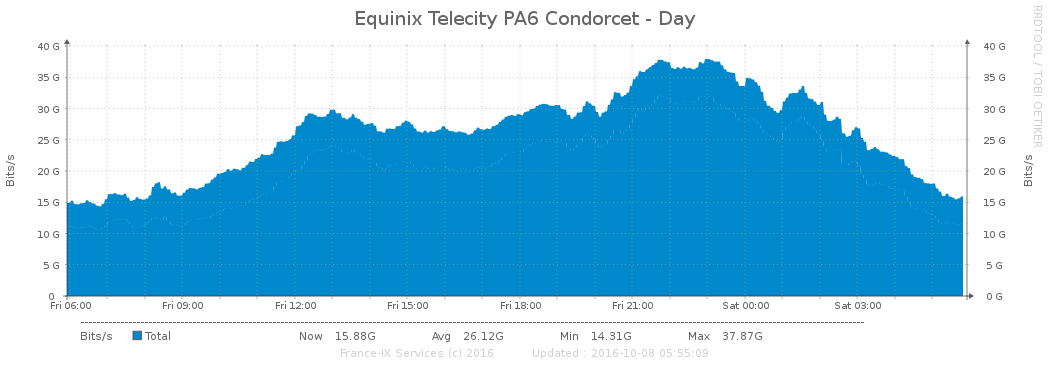 Equinix Telecity PA6 Condorcet - Day
RRDTOOL / TOBI OETIKER
Bits/s
40 G 40 G
35 G 35 G
30 G 30 G
25 G 25 G
20 G 20 G
15 G 15 G
10 G 10 G
5 G 5 G
0 0 G
Bits/s
Fri 06:00 Fri 09:00 Fri 12:00 Fri 15:00 Fri 18:00 Fri 21:00 Sat 00:00 Sat 03:00
Bits/s Total Now 15.88G Avg 26.12G Min 14.31G Max 37.87G
France-IX Services (c) 2016 Updated : 2016-10-08 05:55:09